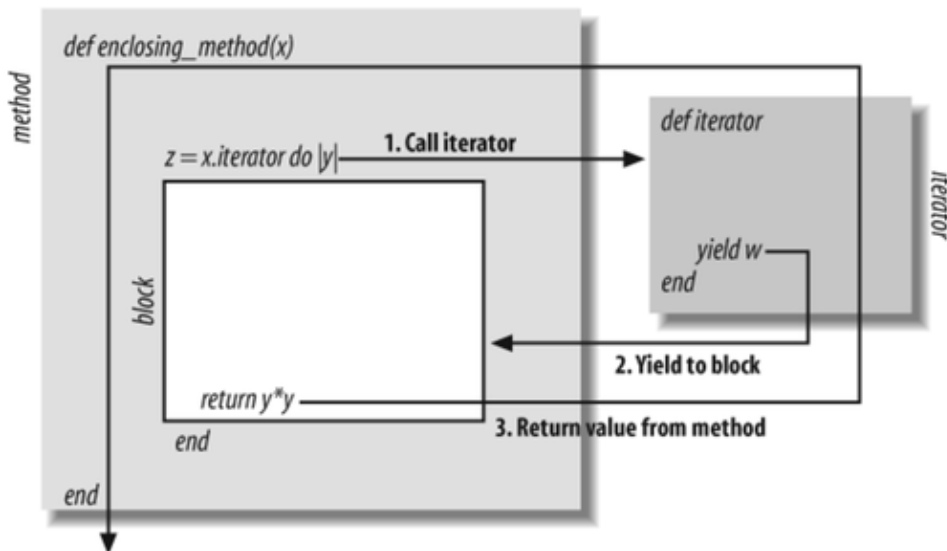 method
def enclosing_method(x)
z = x.iterator do |y|
1. Call iterator
def iterator
iterator
yield w
end
block
2. Yield to block
return y*y
3. Return value from method
end
end